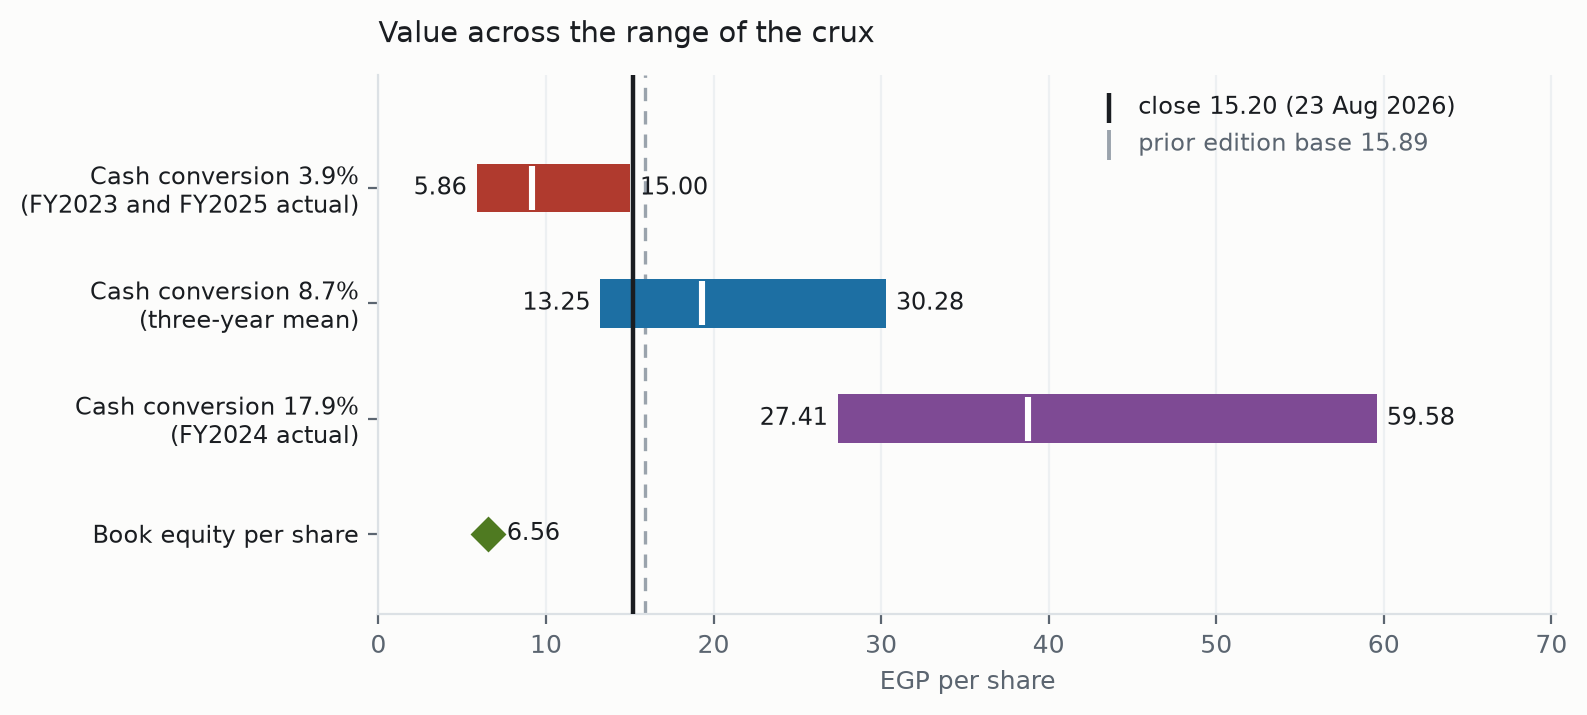 Value across the range of the crux
close 15.20 (23 Aug 2026)
prior edition base 15.89
Cash conversion 3.9%
(FY2023 and FY2025 actual)
5.86
15.00
Cash conversion 8.7%
(three-year mean)
13.25
30.28
Cash conversion 17.9%
(FY2024 actual)
27.41
59.58
Book equity per share
6.56
0 10 20 30 40 50 60 70
EGP per share